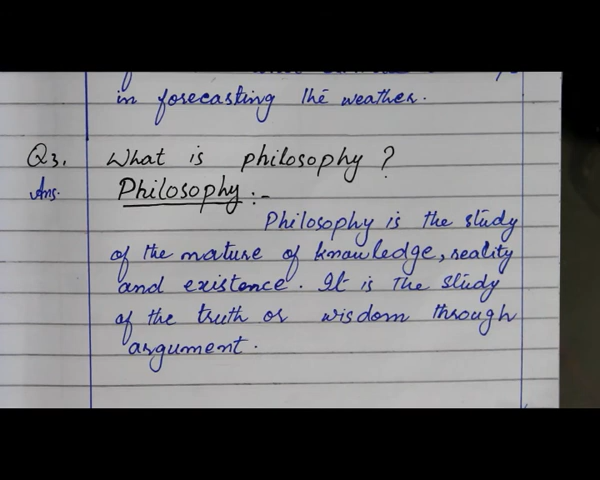 in forecasting the weather.
Q3. What is philosophy?
Ans. Philosophy :-
Philosophy is the study
of the nature of knowledge, reality
and existence. It is the study
of the truth or wisdom through
argument.